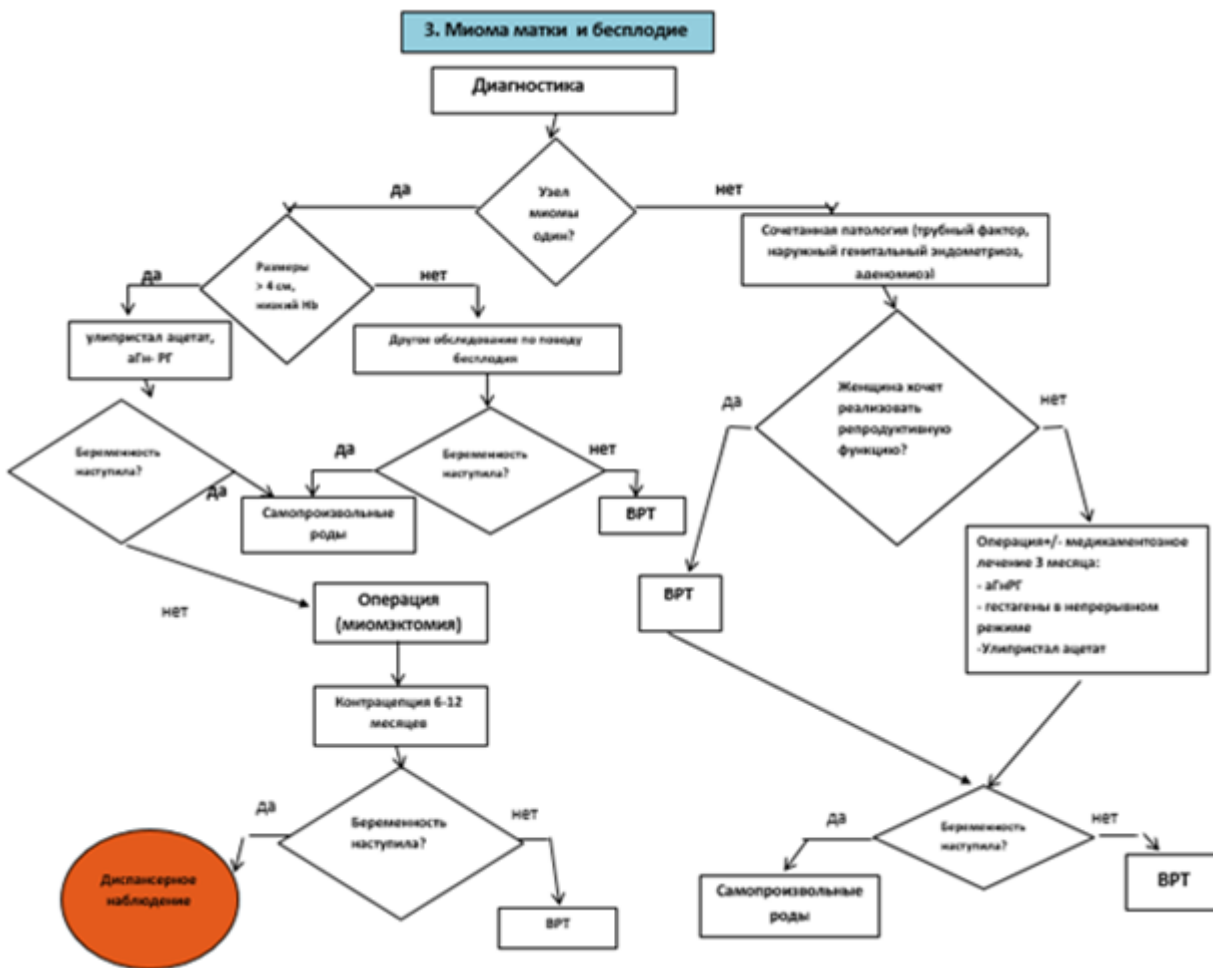 3. Миома матки и бесплодие
Диагностика
да
Узел
миомы
один?
нет
Сочетанная патология (трубный фактор,
наружный генитальный эндометриоз,
аденомиоз)
да
Размеры
> 4 см,
низкий Hb
нет
улипристал ацетат,
аГн- РГ
Другое обследование по поводу
бесплодия
Женщина хочет
реализовать
репродуктивную
функцию?
да
нет
Беременность
наступила?
да
да
Беременность
наступила?
нет
Самопроизвольные
роды
ВРТ
нет
Операция
(миомэктомия)
ВРТ
Операция+/- медикаментозное
лечение 3 месяца:
- аГнРГ
- гестагены в непрерывном
режиме
-Улипристал ацетат
Контрацепция 6-12
месяцев
да
Беременность
наступила?
нет
Диспансерное
наблюдение
ВРТ
да
Беременность
наступила?
нет
Самопроизвольные
роды
ВРТ